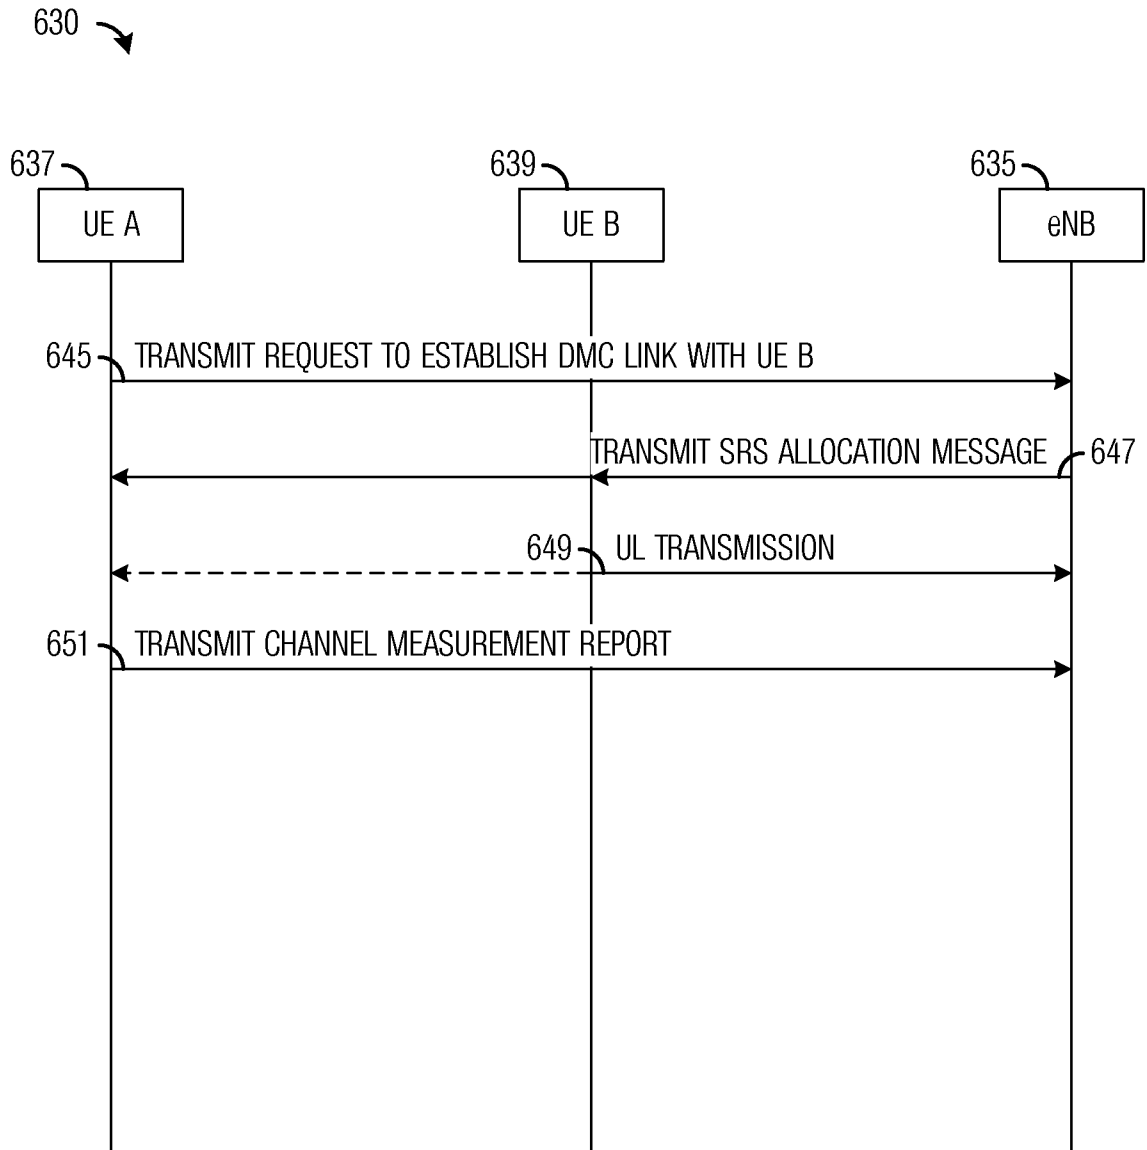 630
637
639
635
UE A
UE B
eNB
645
TRANSMIT REQUEST TO ESTABLISH DMC LINK WITH UE B
TRANSMIT SRS ALLOCATION MESSAGE
647
649
UL TRANSMISSION
651
TRANSMIT CHANNEL MEASUREMENT REPORT